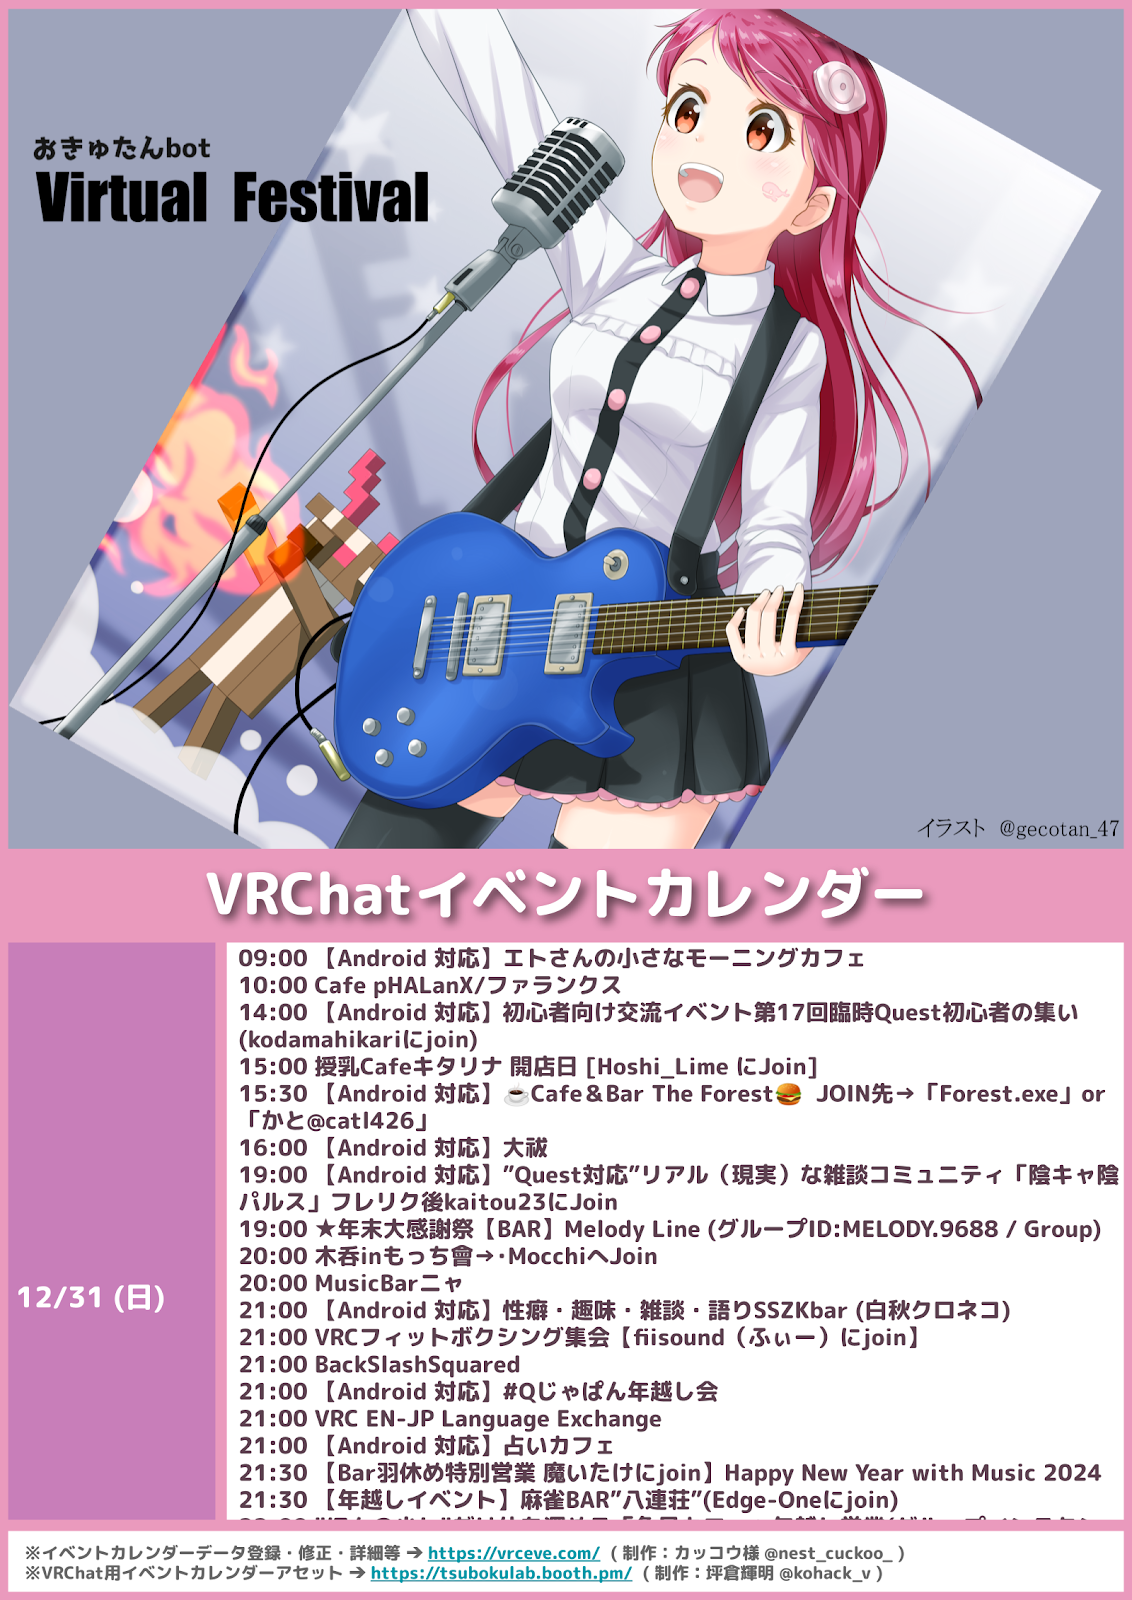 おきゅたんbot
Virtual Festival
イラスト @gecotan_47
VRChatイベントカレンダー
12/31 (日)
09:00 【Android 対応】エトさんの小さなモーニングカフェ
10:00 Cafe pHALanX/ファランクス
14:00 【Android 対応】初心者向け交流イベント第17回臨時Quest初心者の集い
(kodamahikariにjoin)
15:00 授乳Cafeキタリナ 開店日 [Hoshi_Lime にJoin]
15:30 【Android 対応】☕Cafe＆Bar The Forest🍔 JOIN先→「Forest.exe」or
「かと@catl426」
16:00 【Android 対応】大祓
19:00 【Android 対応】”Quest対応”リアル（現実）な雑談コミュニティ「陰キャ陰
パルス」フレリク後kaitou23にJoin
19:00 ★年末大感謝祭【BAR】Melody Line (グループID:MELODY.9688 / Group)
20:00 木呑inもっち會→･MocchiへJoin
20:00 MusicBarニャ
21:00 【Android 対応】性癖・趣味・雑談・語りSSZKbar (白秋クロネコ)
21:00 VRCフィットボクシング集会【fiisound（ふぃー）にjoin】
21:00 BackSlashSquared
21:00 【Android 対応】#Qじゃぱん年越し会
21:00 VRC EN-JP Language Exchange
21:00 【Android 対応】占いカフェ
21:30 【Bar羽休め特別営業 魔いたけにjoin】Happy New Year with Music 2024
21:30 【年越しイベント】麻雀BAR”八連荘”(Edge-Oneにjoin)
※イベントカレンダーデータ登録・修正・詳細等 ➔ https://vrceve.com/ ( 制作：カッコウ様 @nest_cuckoo_ )
※VRChat用イベントカレンダーアセット ➔ https://tsubokulab.booth.pm/ ( 制作：坪倉輝明 @kohack_v )